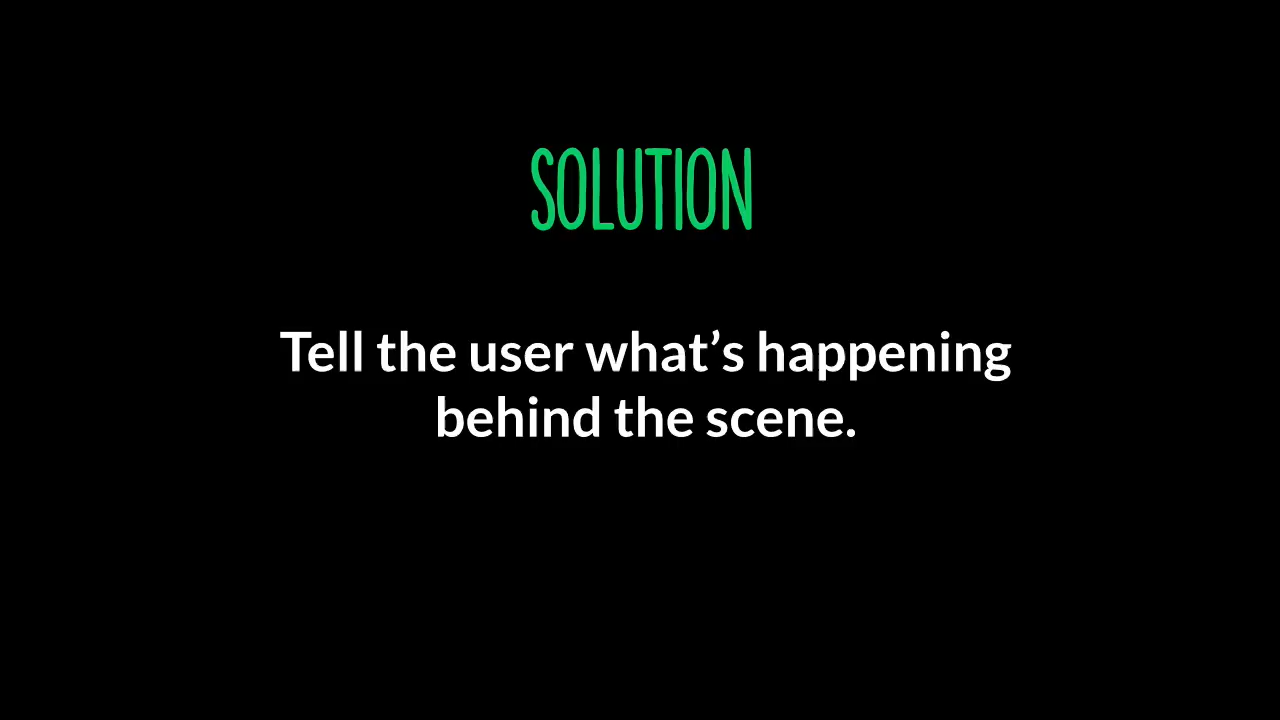 SOLUTION
Tell the user what’s happening
behind the scene.